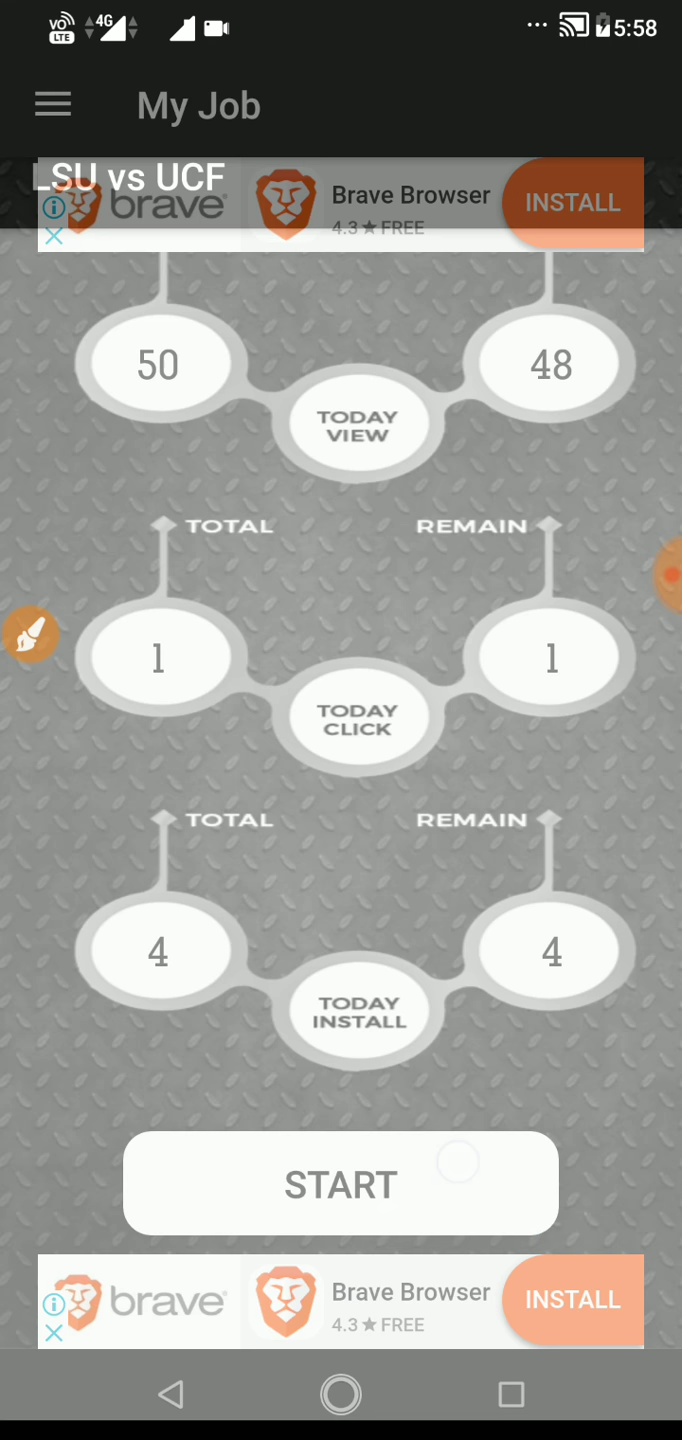 VO
LTE
4G
5:58
My Job
LSU vs UCF
brave
Brave Browser
4.3 ★ FREE
INSTALL
50
48
TODAY
VIEW
TOTAL
REMAIN
1
1
TODAY
CLICK
TOTAL
REMAIN
4
4
TODAY
INSTALL
START
brave
Brave Browser
4.3 ★ FREE
INSTALL